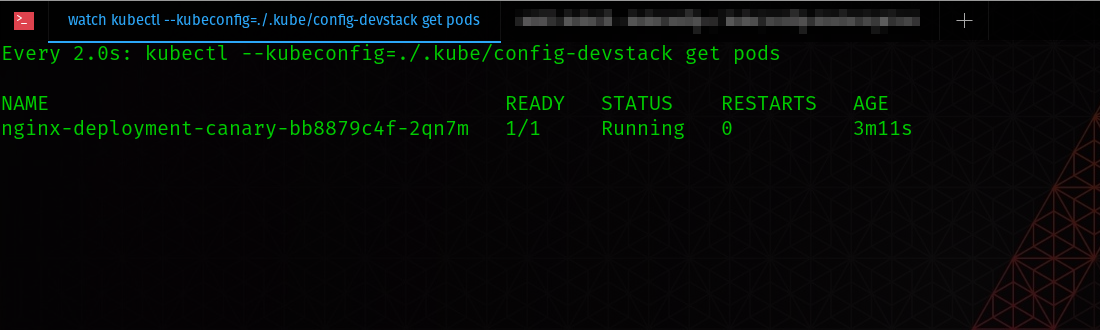 watch kubectl --kubeconfig=./.kube/config-devstack get pods
Every 2.0s: kubectl --kubeconfig=./.kube/config-devstack get pods
NAME READY STATUS RESTARTS AGE
nginx-deployment-canary-bb8879c4f-2qn7m 1/1 Running 0 3m11s